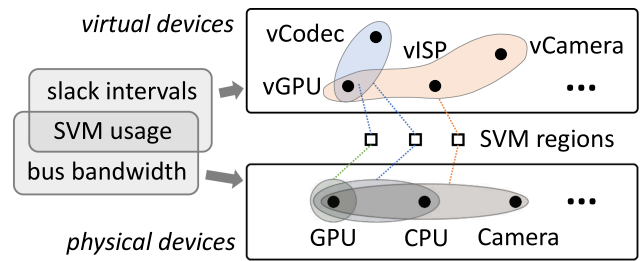 virtual devices
vCodec
vISP
vCamera
vGPU
...
slack intervals
SVM usage
bus bandwidth
SVM regions
GPU
CPU
Camera
...
physical devices